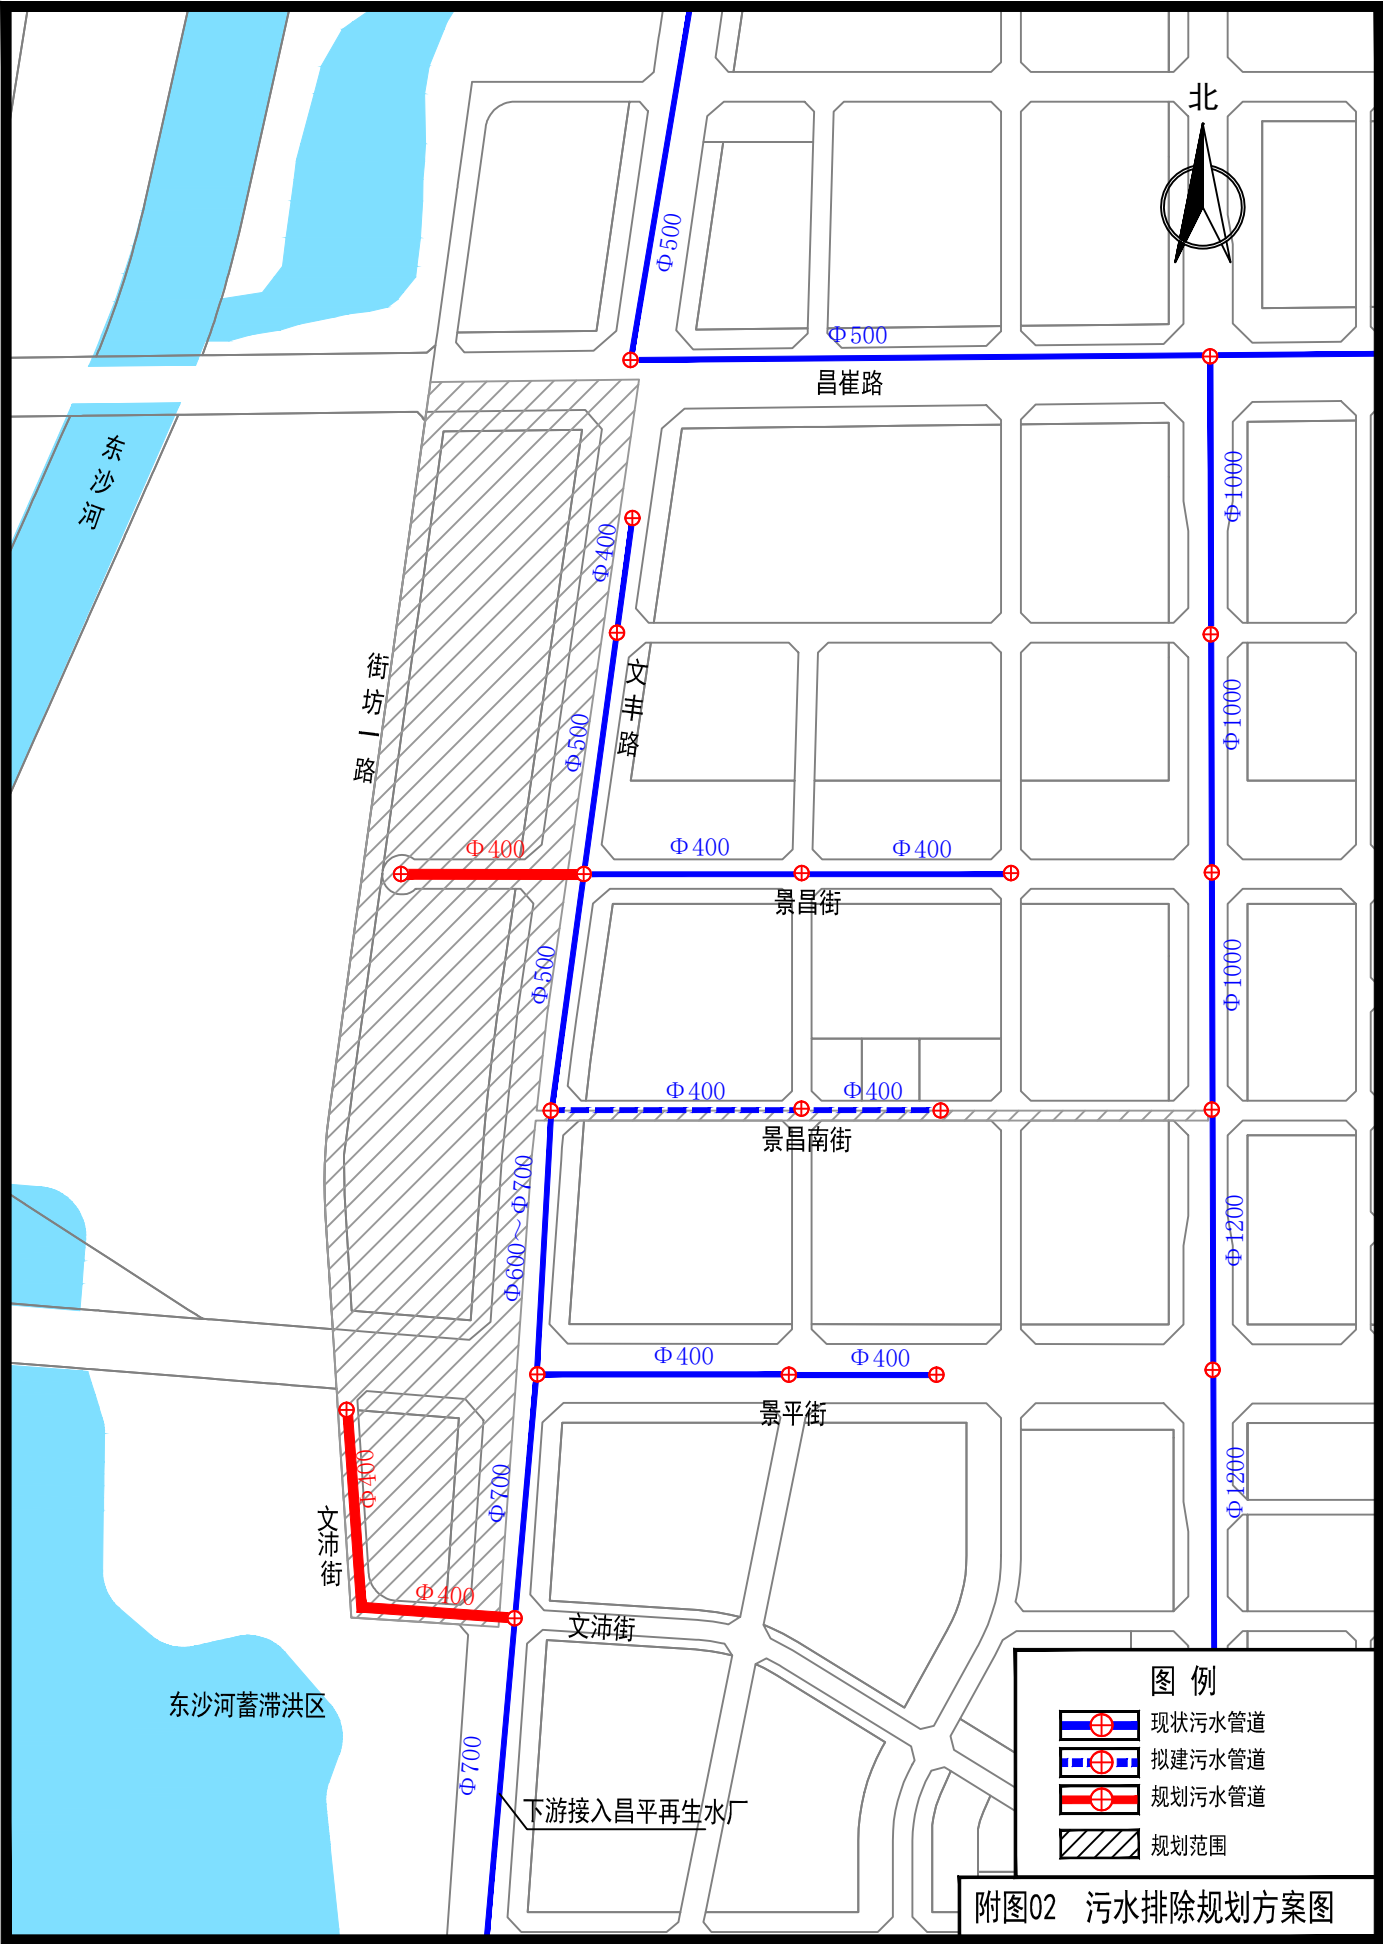 北
Φ500
Φ500
昌崔路
东沙河
Φ1000
Φ400
街坊一路
文丰路
Φ500
Φ1000
Φ400
Φ400
Φ400
景昌街
Φ500
Φ1000
Φ400
Φ400
景昌南街
Φ600～Φ700
Φ1200
Φ400
Φ400
景平街
Φ400
Φ700
Φ1200
文沛街
Φ400
文沛街
东沙河蓄滞洪区
Φ700
下游接入昌平再生水厂
图 例
现状污水管道
拟建污水管道
规划污水管道
规划范围
附图02 污水排除规划方案图